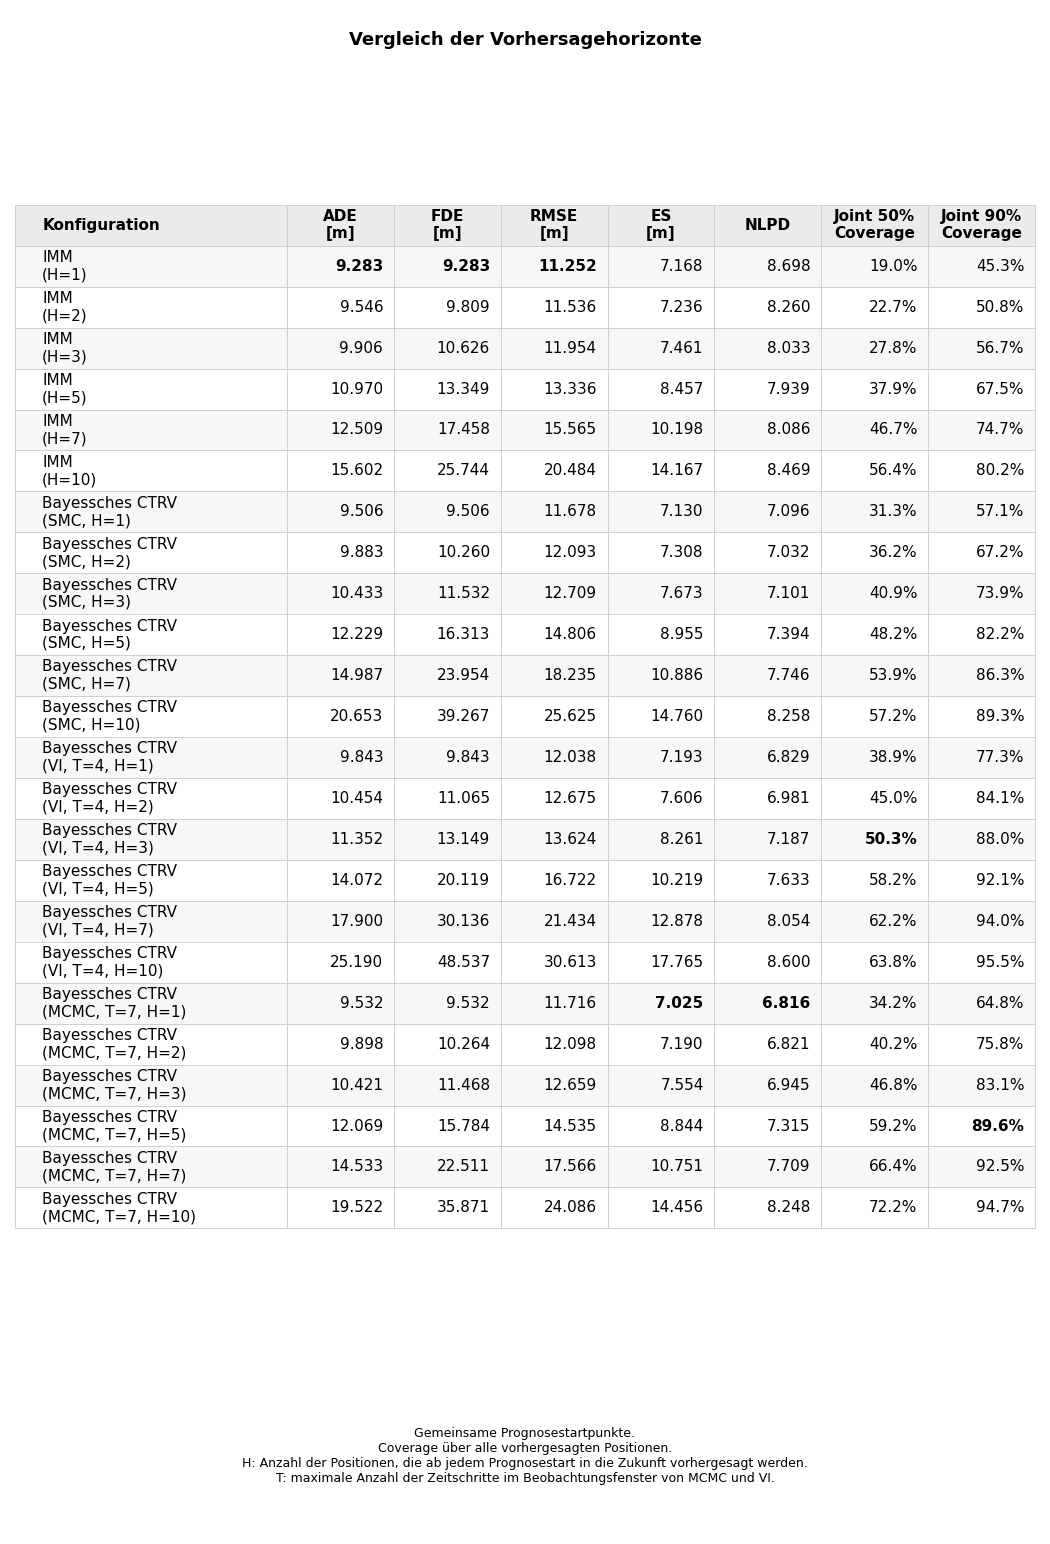 Vergleich der Vorhersagehorizonte
Konfiguration ADE [m] FDE [m] RMSE [m] ES [m] NLPD Joint 50% Coverage Joint 90% Coverage
IMM (H=1) 9.283 9.283 11.252 7.168 8.698 19.0% 45.3%
IMM (H=2) 9.546 9.809 11.536 7.236 8.260 22.7% 50.8%
IMM (H=3) 9.906 10.626 11.954 7.461 8.033 27.8% 56.7%
IMM (H=5) 10.970 13.349 13.336 8.457 7.939 37.9% 67.5%
IMM (H=7) 12.509 17.458 15.565 10.198 8.086 46.7% 74.7%
IMM (H=10) 15.602 25.744 20.484 14.167 8.469 56.4% 80.2%
Bayessches CTRV (SMC, H=1) 9.506 9.506 11.678 7.130 7.096 31.3% 57.1%
Bayessches CTRV (SMC, H=2) 9.883 10.260 12.093 7.308 7.032 36.2% 67.2%
Bayessches CTRV (SMC, H=3) 10.433 11.532 12.709 7.673 7.101 40.9% 73.9%
Bayessches CTRV (SMC, H=5) 12.229 16.313 14.806 8.955 7.394 48.2% 82.2%
Bayessches CTRV (SMC, H=7) 14.987 23.954 18.235 10.886 7.746 53.9% 86.3%
Bayessches CTRV (SMC, H=10) 20.653 39.267 25.625 14.760 8.258 57.2% 89.3%
Bayessches CTRV (VI, T=4, H=1) 9.843 9.843 12.038 7.193 6.829 38.9% 77.3%
Bayessches CTRV (VI, T=4, H=2) 10.454 11.065 12.675 7.606 6.981 45.0% 84.1%
Bayessches CTRV (VI, T=4, H=3) 11.352 13.149 13.624 8.261 7.187 50.3% 88.0%
Bayessches CTRV (VI, T=4, H=5) 14.072 20.119 16.722 10.219 7.633 58.2% 92.1%
Bayessches CTRV (VI, T=4, H=7) 17.900 30.136 21.434 12.878 8.054 62.2% 94.0%
Bayessches CTRV (VI, T=4, H=10) 25.190 48.537 30.613 17.765 8.600 63.8% 95.5%
Bayessches CTRV (MCMC, T=7, H=1) 9.532 9.532 11.716 7.025 6.816 34.2% 64.8%
Bayessches CTRV (MCMC, T=7, H=2) 9.898 10.264 12.098 7.190 6.821 40.2% 75.8%
Bayessches CTRV (MCMC, T=7, H=3) 10.421 11.468 12.659 7.554 6.945 46.8% 83.1%
Bayessches CTRV (MCMC, T=7, H=5) 12.069 15.784 14.535 8.844 7.315 59.2% 89.6%
Bayessches CTRV (MCMC, T=7, H=7) 14.533 22.511 17.566 10.751 7.709 66.4% 92.5%
Bayessches CTRV (MCMC, T=7, H=10) 19.522 35.871 24.086 14.456 8.248 72.2% 94.7%
Gemeinsame Prognosestartpunkte.
Coverage über alle vorhergesagten Positionen.
H: Anzahl der Positionen, die ab jedem Prognosestart in die Zukunft vorhergesagt werden.
T: maximale Anzahl der Zeitschritte im Beobachtungsfenster von MCMC und VI.